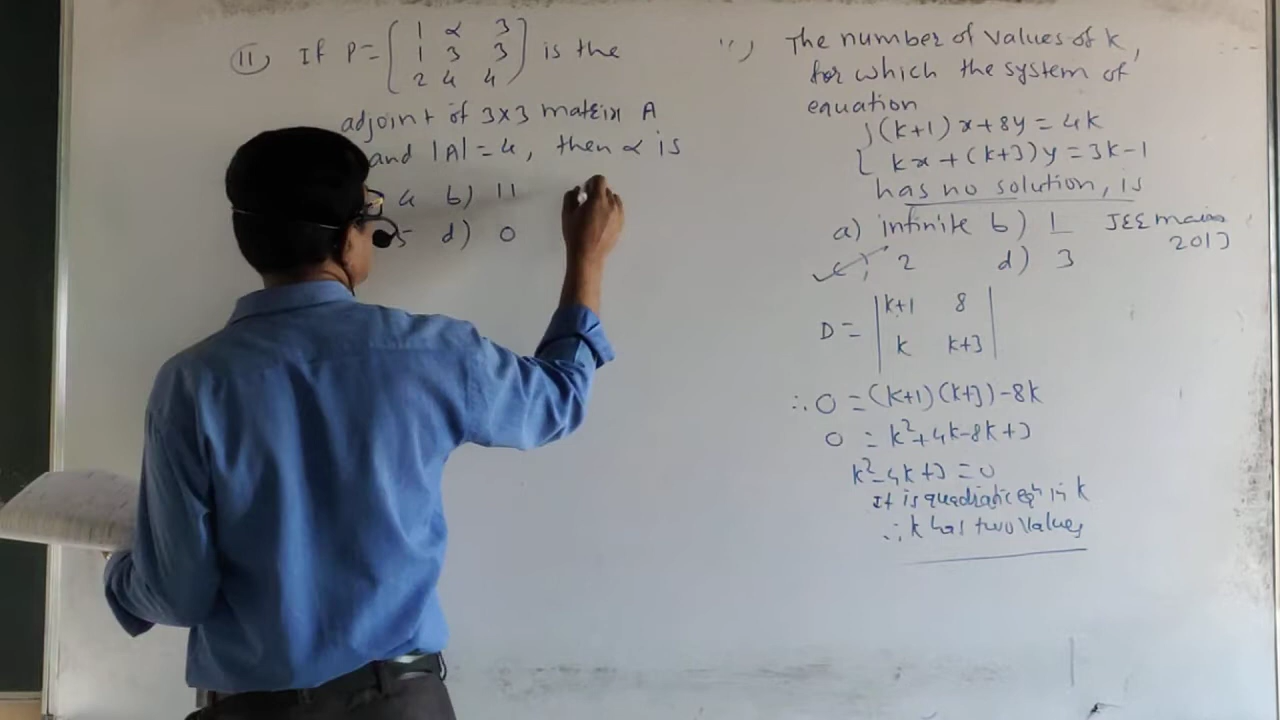 11) If P = [ 1 α 3
1 3 3
2 4 4 ] is the
adjoint of 3x3 matrix A
and |A| = 4, then α is
4 b) 11
5 d) 0
") The number of values of k,
for which the system of
equation
{ (k+1)x + 8y = 4k
kx + (k+3)y = 3k-1
has no solution, is
a) infinite b) 1 JEE main
c) 2 d) 3
D = | k+1 8
k k+3 |
∴ 0 = (k+1)(k+3) - 8k
0 = k²+4k-8k+3
k²-4k+3 = 0
It is quadratic eqn in k
∴ k has two values